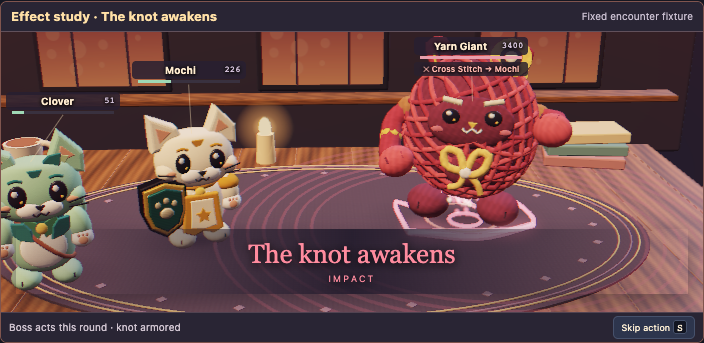 Effect study · The knot awakens
Fixed encounter fixture
Yarn Giant 3400
× Cross Stitch → Mochi
Mochi 226
Clover 51
The knot awakens
IMPACT
Boss acts this round · knot armored
Skip action S